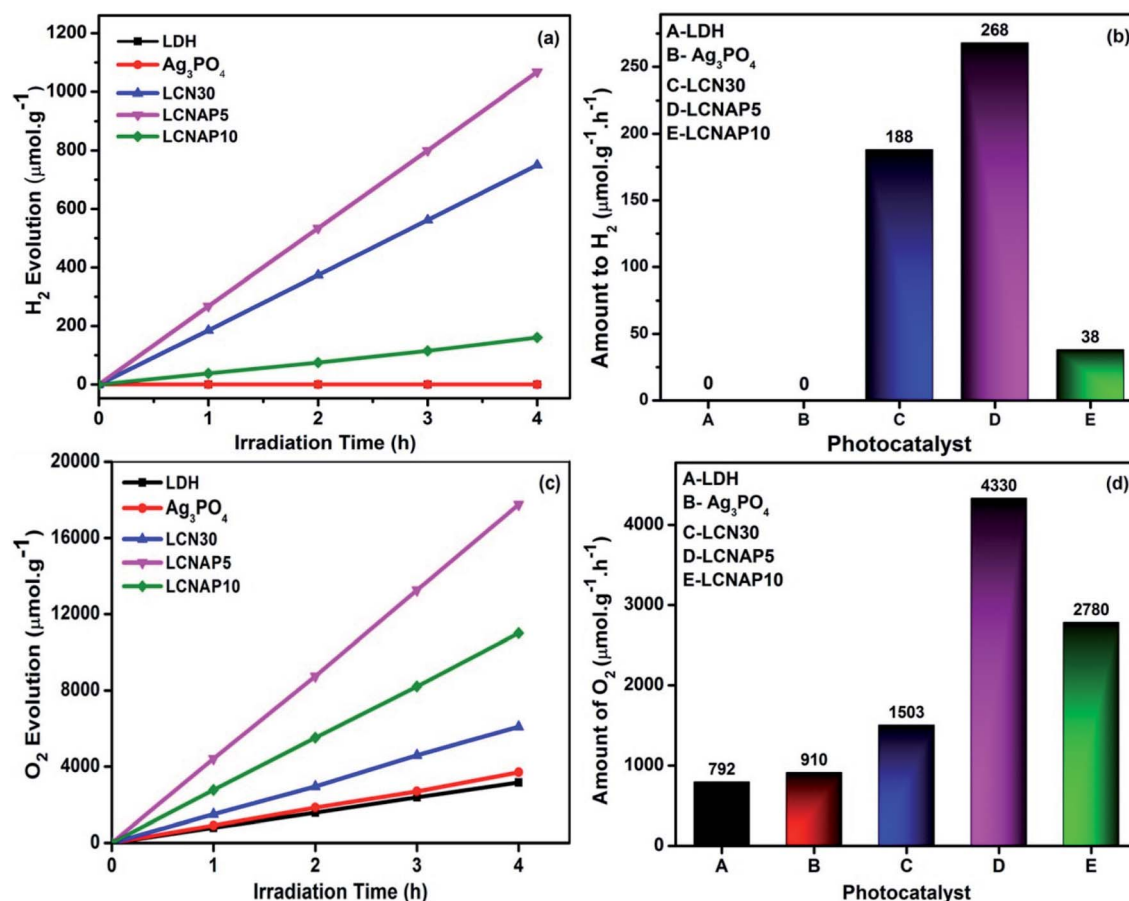 (a)
LDH
Ag₃PO₄
LCN30
LCNAP5
LCNAP10
H₂ Evolution (μmol.g⁻¹)
1200
1000
800
600
400
200
0
0 1 2 3 4
Irradiation Time (h)
(b)
A-LDH
B- Ag₃PO₄
C-LCN30
D-LCNAP5
E-LCNAP10
Amount to H₂ (μmol.g⁻¹.h⁻¹)
250
200
150
100
50
0
0 0 188 268 38
A B C D E
Photocatalyst
(c)
LDH
Ag₃PO₄
LCN30
LCNAP5
LCNAP10
O₂ Evolution (μmol.g⁻¹)
20000
16000
12000
8000
4000
0
0 1 2 3 4
Irradiation Time (h)
(d)
A-LDH
B- Ag₃PO₄
C-LCN30
D-LCNAP5
E-LCNAP10
Amount of O₂ (μmol.g⁻¹.h⁻¹)
4000
3000
2000
1000
0
792 910 1503 4330 2780
A B C D E
Photocatalyst